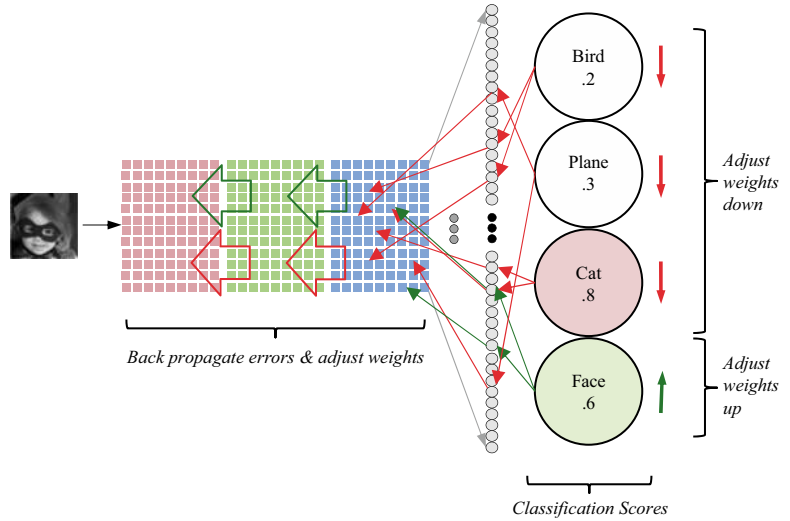 Bird
.2
Plane
.3
Cat
.8
Face
.6
Adjust
weights
down
Adjust
weights
up
Back propagate errors & adjust weights
Classification Scores